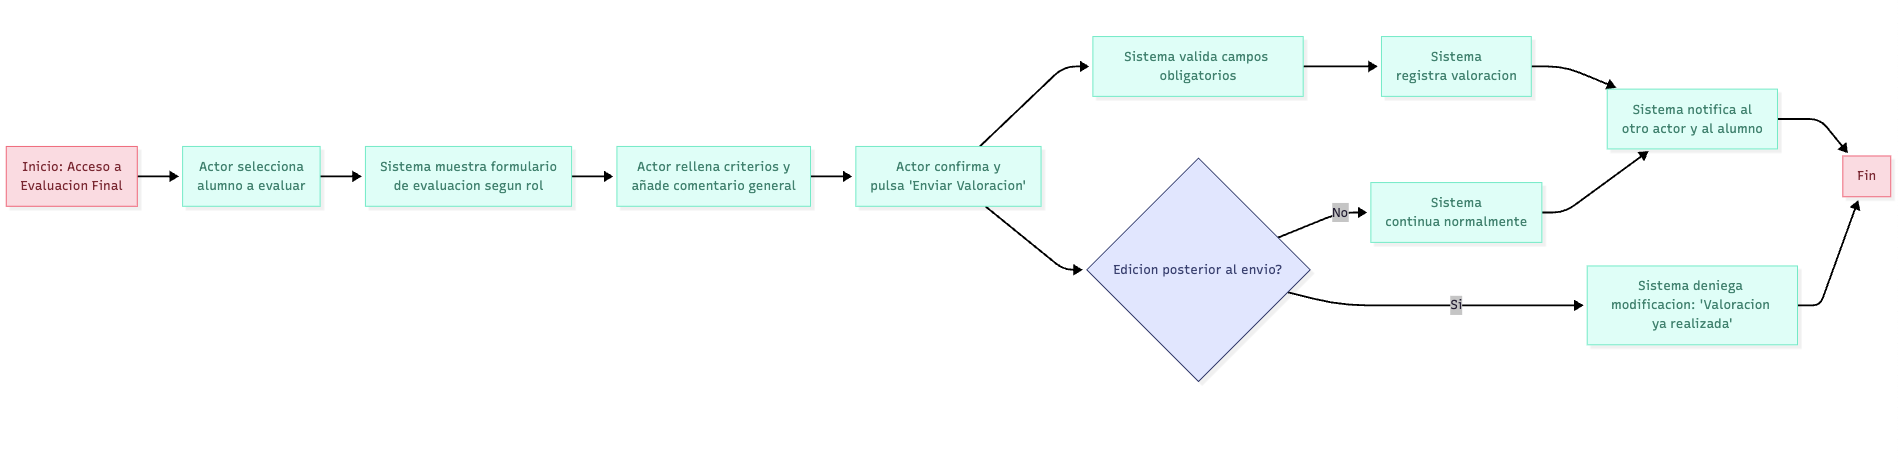 Inicio: Acceso a
Evaluacion Final
Actor selecciona
alumno a evaluar
Sistema muestra formulario
de evaluacion segun rol
Actor rellena criterios y
añade comentario general
Actor confirma y
pulsa 'Enviar Valoracion'
Sistema valida campos
obligatorios
Sistema
registra valoracion
Sistema notifica al
otro actor y al alumno
Edicion posterior al envio?
No
Sistema
continua normalmente
Si
Sistema deniega
modificacion: 'Valoracion
ya realizada'
Fin